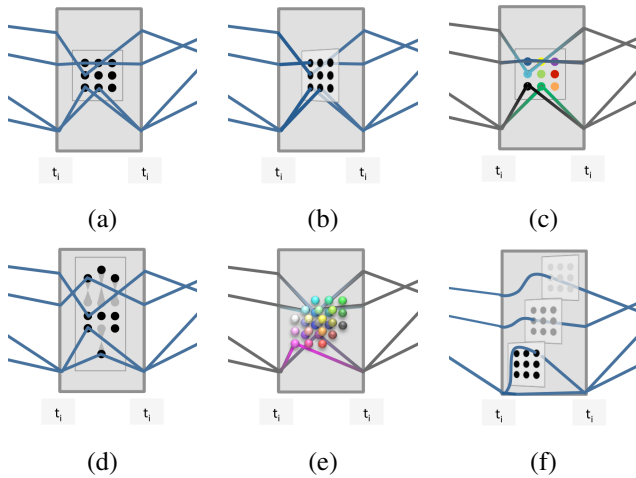 tᵢ tᵢ tᵢ tᵢ tᵢ tᵢ
(a) (b) (c)
tᵢ tᵢ tᵢ tᵢ tᵢ tᵢ
(d) (e) (f)